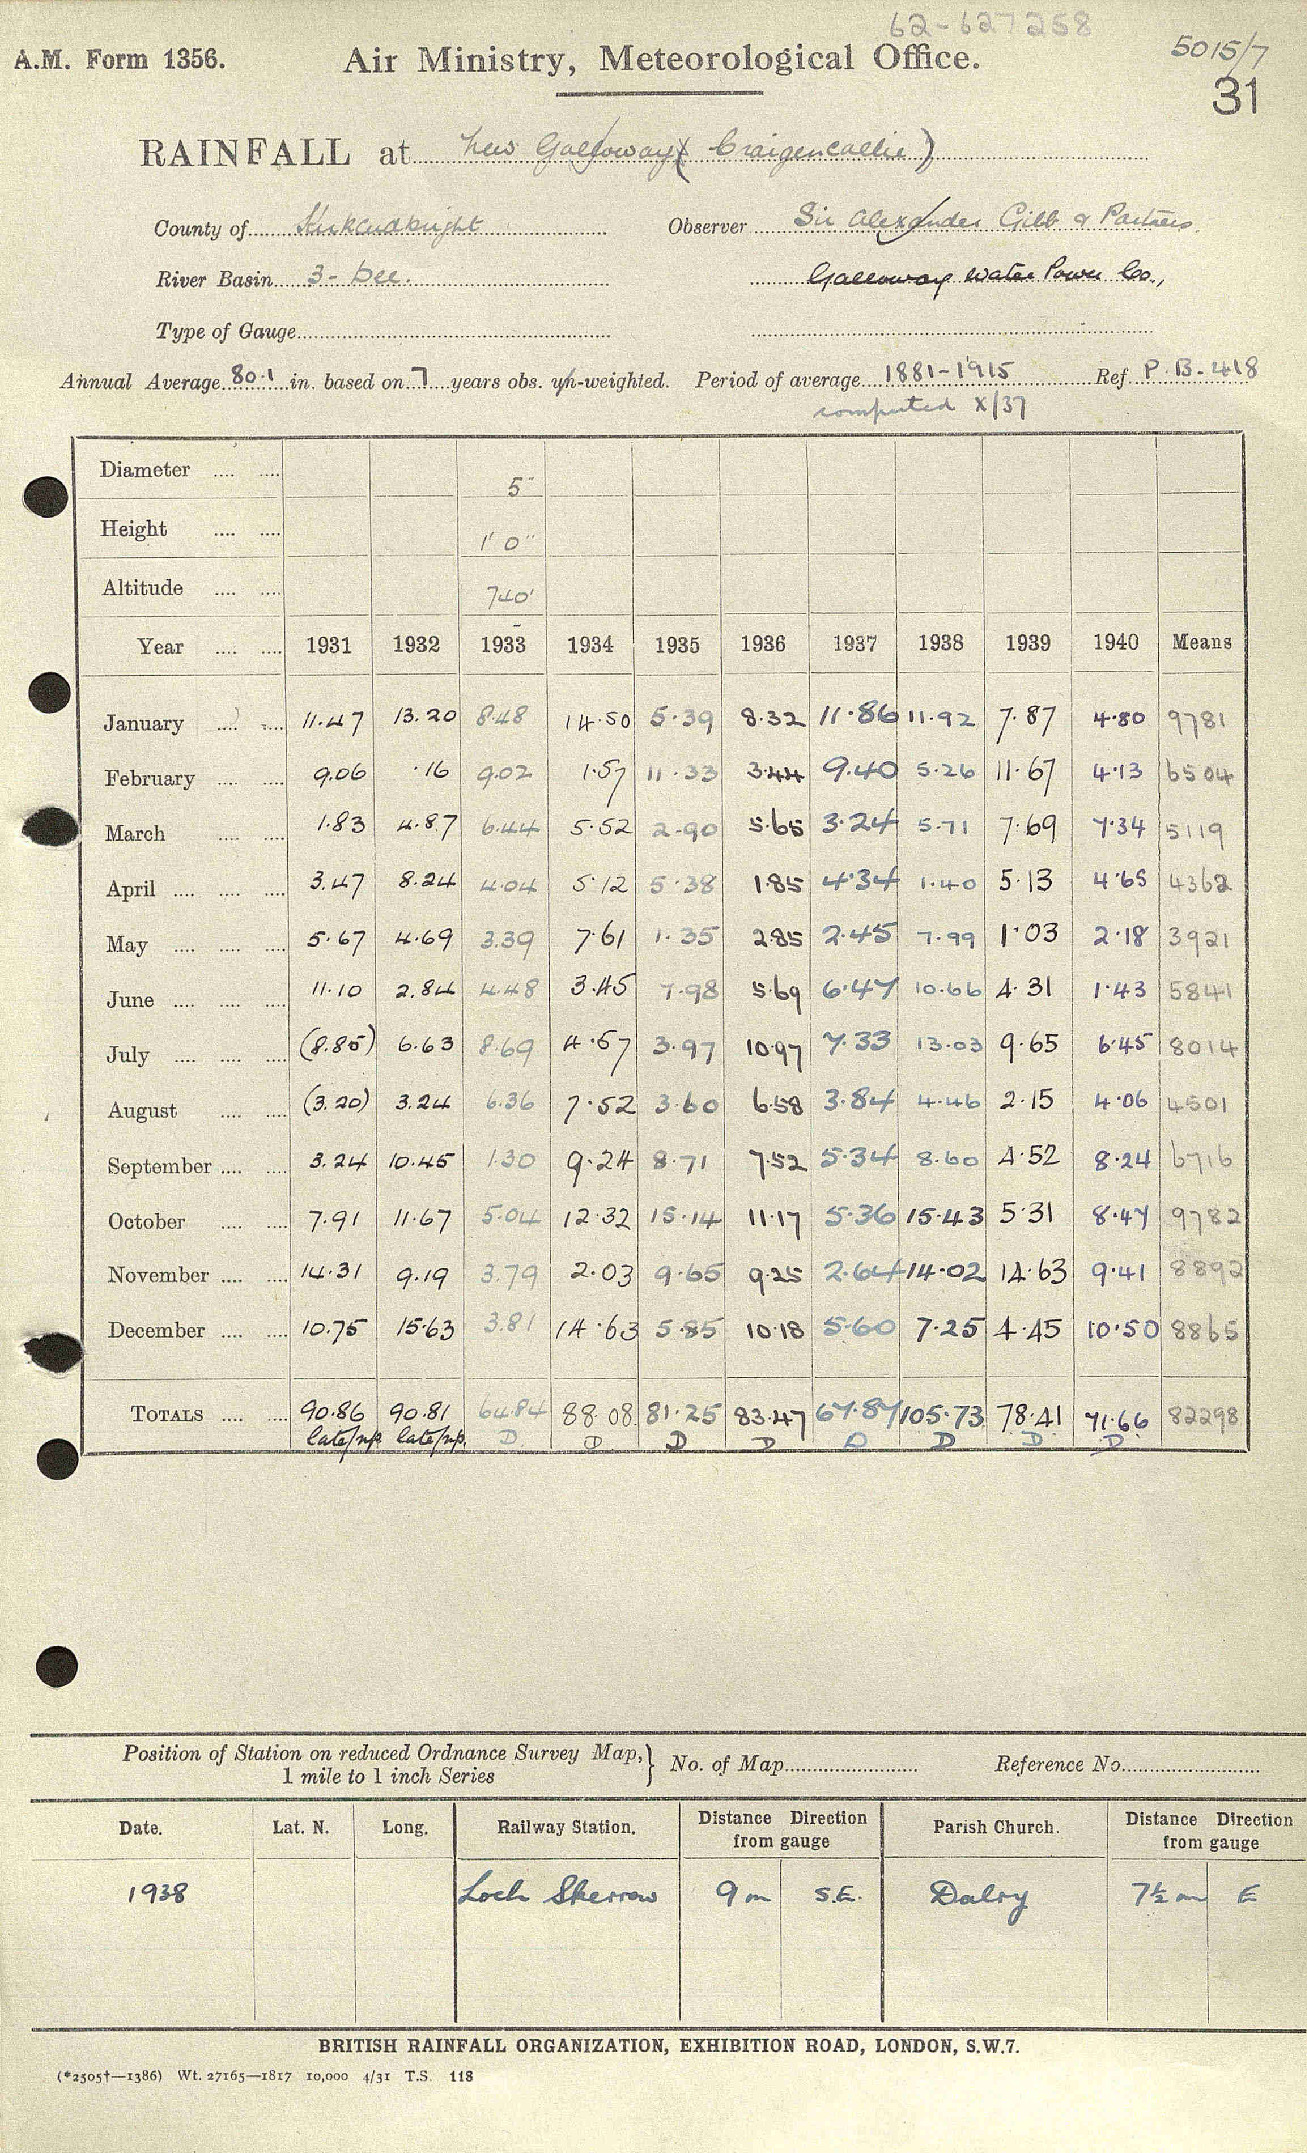 62-627258
A.M. Form 1356. Air Ministry, Meteorological Office. 5015/7
31
RAINFALL at New Galloway (Craigencallie)
County of Kirkcudbright Observer Sir Alexander Gibb & Partners.
River Basin 3 - Dee. Galloway Water Power Co.,
Type of Gauge
Annual Average 80.1 in. based on 7 years obs. un-weighted. Period of average 1881-1915 Ref P.B. 418
computed X/37
Diameter 5"
Height 1' 0"
Altitude 740'
Year 1931 1932 1933 1934 1935 1936 1937 1938 1939 1940 Means
January 11.47 13.20 8.48 14.50 5.39 8.32 11.86 11.92 7.87 4.80 9781
February 9.06 .16 9.02 1.57 11.33 3.44 9.40 5.26 11.67 4.13 6504
March 1.83 4.87 6.44 5.52 2.90 5.65 3.24 5.71 7.69 7.34 5119
April 3.47 8.24 4.04 5.12 5.38 1.85 4.34 1.40 5.13 4.65 4362
May 5.67 4.69 3.39 7.61 1.35 2.85 2.45 7.99 1.03 2.18 3921
June 11.10 2.84 4.48 3.45 7.98 5.69 6.47 10.66 4.31 1.43 5841
July (8.85) 6.63 8.69 4.57 3.97 10.97 7.33 13.03 9.65 6.45 8014
August (3.20) 3.24 6.36 7.52 3.60 6.58 3.84 4.46 2.15 4.06 4501
September 3.24 10.45 1.30 9.24 8.71 7.52 5.34 8.60 4.52 8.24 6716
October 7.91 11.67 5.04 12.32 15.14 11.17 5.36 15.43 5.31 8.47 9782
November 14.31 9.19 3.79 2.03 9.65 9.25 2.64 14.02 14.63 9.41 8892
December 10.75 15.63 3.81 14.63 5.85 10.18 5.60 7.25 4.45 10.50 8865
TOTALS 90.86 90.81 64.84 88.08 81.25 83.47 67.87 105.73 78.41 71.66 82298
late/np late/np. D D D D D D D D
Position of Station on reduced Ordnance Survey Map, } No. of Map Reference No.
1 mile to 1 inch Series
Date. Lat. N. Long. Railway Station. Distance Direction Parish Church. Distance Direction
from gauge from gauge
1938 Loch Skerrow 9 m S.E. Dalry 7½ m E
BRITISH RAINFALL ORGANIZATION, EXHIBITION ROAD, LONDON, S.W.7.
(*2505†—1386) Wt. 27165—1817 10,000 4/31 T.S. 118